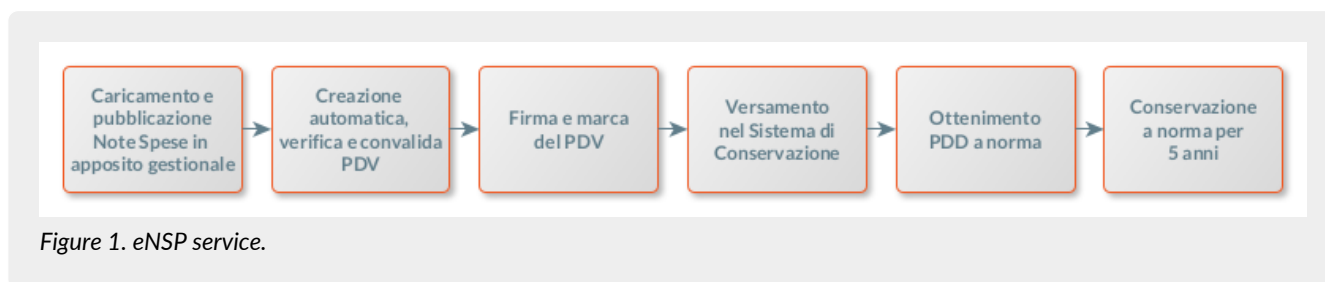 Caricamento e
pubblicazione
Note Spese in
apposito gestionale
Creazione
automatica,
verifica e convalida
PDV
Firma e marca
del PDV
Versamento
nel Sistema di
Conservazione
Ottenimento
PDD a norma
Conservazione
a norma per
5 anni
Figure 1. eNSP service.